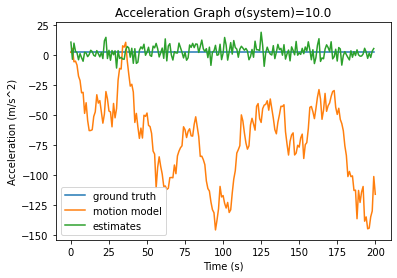 Acceleration Graph σ(system)=10.0
Acceleration (m/s^2)
25
0
−25
−50
−75
−100
−125
−150
ground truth
motion model
estimates
0
25
50
75
100
125
150
175
200
Time (s)